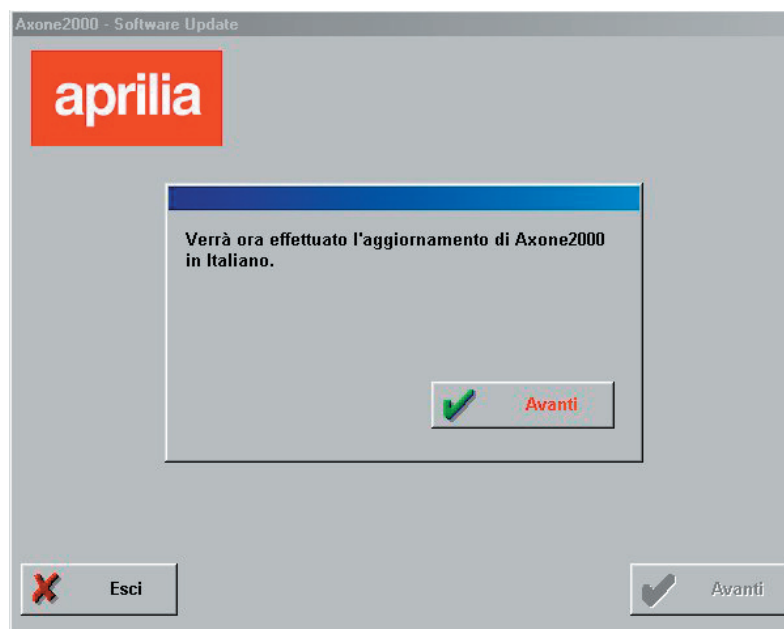 Axone2000 - Software Update
aprilia
Verrà ora effettuato l'aggiornamento di Axone2000
in Italiano.
Avanti
Esci
Avanti